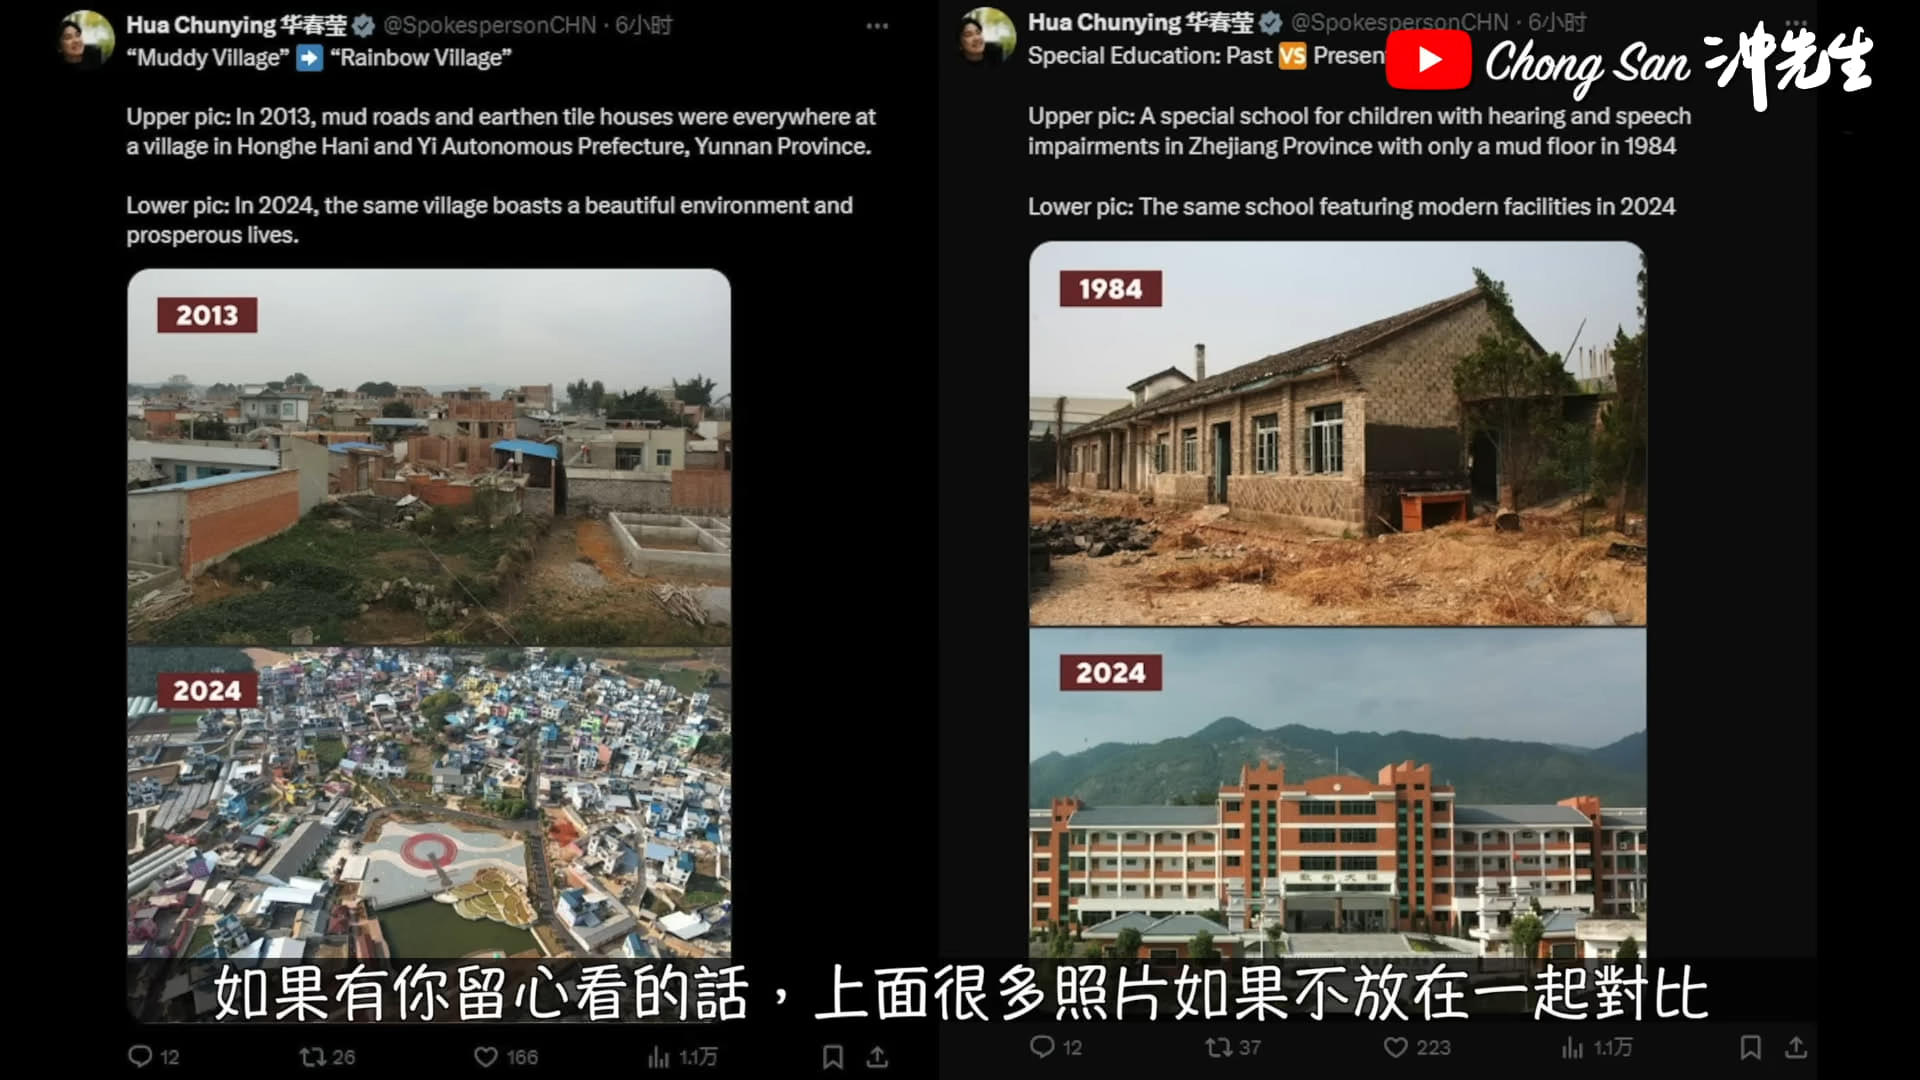 Hua Chunying 华春莹 @SpokespersonCHN · 6小时
“Muddy Village” ➡️ “Rainbow Village”
Upper pic: In 2013, mud roads and earthen tile houses were everywhere at
a village in Honghe Hani and Yi Autonomous Prefecture, Yunnan Province.
Lower pic: In 2024, the same village boasts a beautiful environment and
prosperous lives.
2013
2024
12
26
166
1.1万
Hua Chunying 华春莹 @SpokespersonCHN · 6小时
Special Education: Past 🆚 Presen
Upper pic: A special school for children with hearing and speech
impairments in Zhejiang Province with only a mud floor in 1984
Lower pic: The same school featuring modern facilities in 2024
1984
2024
教学大楼
12
37
223
1.1万
Chong San 冲先生
如果有你留心看的話，上面很多照片如果不放在一起對比